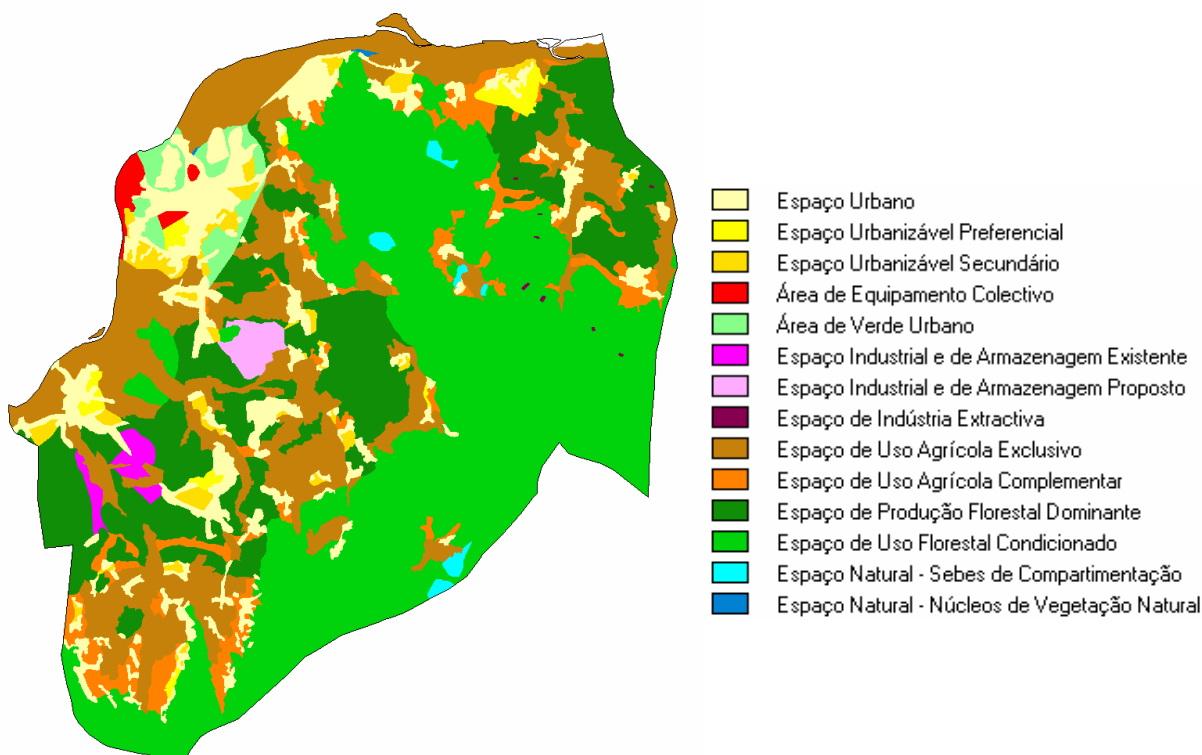 Espaço Urbano
Espaço Urbanizável Preferencial
Espaço Urbanizável Secundário
Área de Equipamento Colectivo
Área de Verde Urbano
Espaço Industrial e de Armazenagem Existente
Espaço Industrial e de Armazenagem Proposto
Espaço de Indústria Extractiva
Espaço de Uso Agrícola Exclusivo
Espaço de Uso Agrícola Complementar
Espaço de Produção Florestal Dominante
Espaço de Uso Florestal Condicionado
Espaço Natural - Sebes de Compartimentação
Espaço Natural - Núcleos de Vegetação Natural